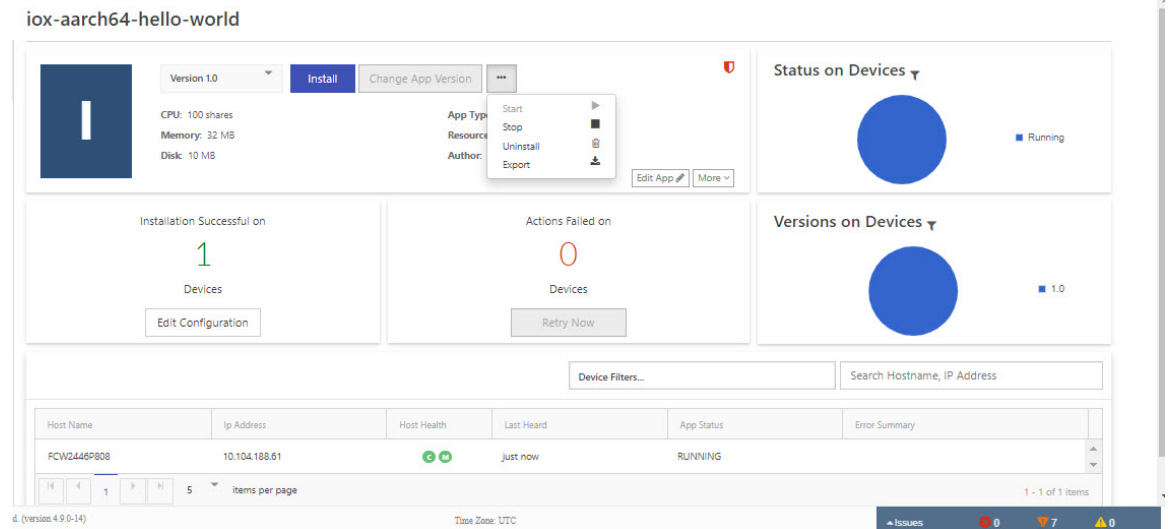 iox-aarch64-hello-world
I
Version 1.0
Install
Change App Version
...
CPU: 100 shares
Memory: 32 MB
Disk: 10 MB
App Typ
Resource
Author:
Start
Stop
Uninstall
Export
Edit App
More
Status on Devices
Running
Installation Successful on
1
Devices
Edit Configuration
Actions Failed on
0
Devices
Retry Now
Versions on Devices
1.0
Device Filters...
Search Hostname, IP Address
Host Name Ip Address Host Health Last Heard App Status Error Summary
FCW2446P808 10.104.188.61 C M just now RUNNING
1 5 items per page 1 - 1 of 1 items
d. (version 4.9.0-14) Time Zone: UTC Issues 0 7 0